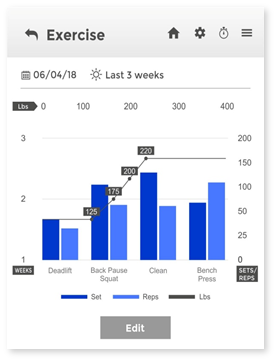 Exercise
06/04/18 Last 3 weeks
Lbs 0 100 200 300 400
3 200
220
150
200
175
2 100
125
50
25
1 0
WEEKS Deadlift Back Pause Squat Clean Bench Press SETS/REPS
Set Reps Lbs
Edit